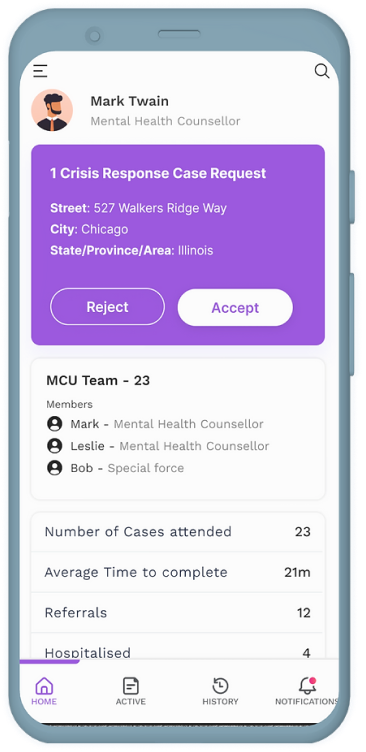 Mark Twain
Mental Health Counsellor
1 Crisis Response Case Request
Street: 527 Walkers Ridge Way
City: Chicago
State/Province/Area: Illinois
Reject Accept
MCU Team - 23
Members
Mark - Mental Health Counsellor
Leslie - Mental Health Counsellor
Bob - Special force
Number of Cases attended 23
Average Time to complete 21m
Referrals 12
Hospitalised 4
HOME ACTIVE HISTORY NOTIFICATIONS